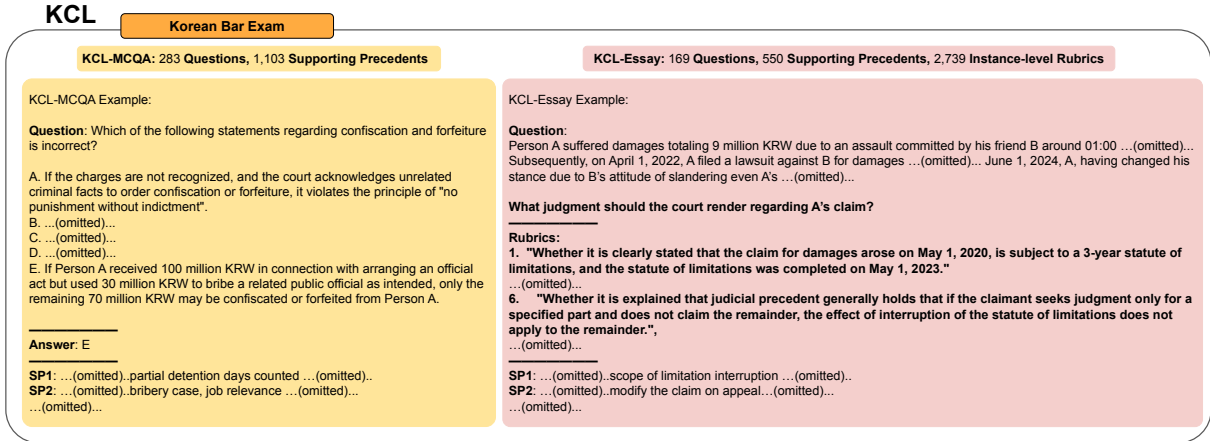 KCL
Korean Bar Exam
KCL-MCQA: 283 Questions, 1,103 Supporting Precedents
KCL-MCQA Example:
Question: Which of the following statements regarding confiscation and forfeiture
is incorrect?
A. If the charges are not recognized, and the court acknowledges unrelated
criminal facts to order confiscation or forfeiture, it violates the principle of "no
punishment without indictment".
B. ...(omitted)...
C. ...(omitted)...
D. ...(omitted)...
E. If Person A received 100 million KRW in connection with arranging an official
act but used 30 million KRW to bribe a related public official as intended, only the
remaining 70 million KRW may be confiscated or forfeited from Person A.
Answer: E
SP1: …(omitted)..partial detention days counted …(omitted)..
SP2: …(omitted)..bribery case, job relevance …(omitted)...
…(omitted)...
KCL-Essay: 169 Questions, 550 Supporting Precedents, 2,739 Instance-level Rubrics
KCL-Essay Example:
Question:
Person A suffered damages totaling 9 million KRW due to an assault committed by his friend B around 01:00 …(omitted)...
Subsequently, on April 1, 2022, A filed a lawsuit against B for damages …(omitted)... June 1, 2024, A, having changed his
stance due to B's attitude of slandering even A's …(omitted)...
What judgment should the court render regarding A's claim?
Rubrics:
1. "Whether it is clearly stated that the claim for damages arose on May 1, 2020, is subject to a 3-year statute of
limitations, and the statute of limitations was completed on May 1, 2023."
…(omitted)...
6. "Whether it is explained that judicial precedent generally holds that if the claimant seeks judgment only for a
specified part and does not claim the remainder, the effect of interruption of the statute of limitations does not
apply to the remainder.",
…(omitted)...
SP1: …(omitted)..scope of limitation interruption …(omitted)..
SP2: …(omitted)..modify the claim on appeal…(omitted)...
…(omitted)...